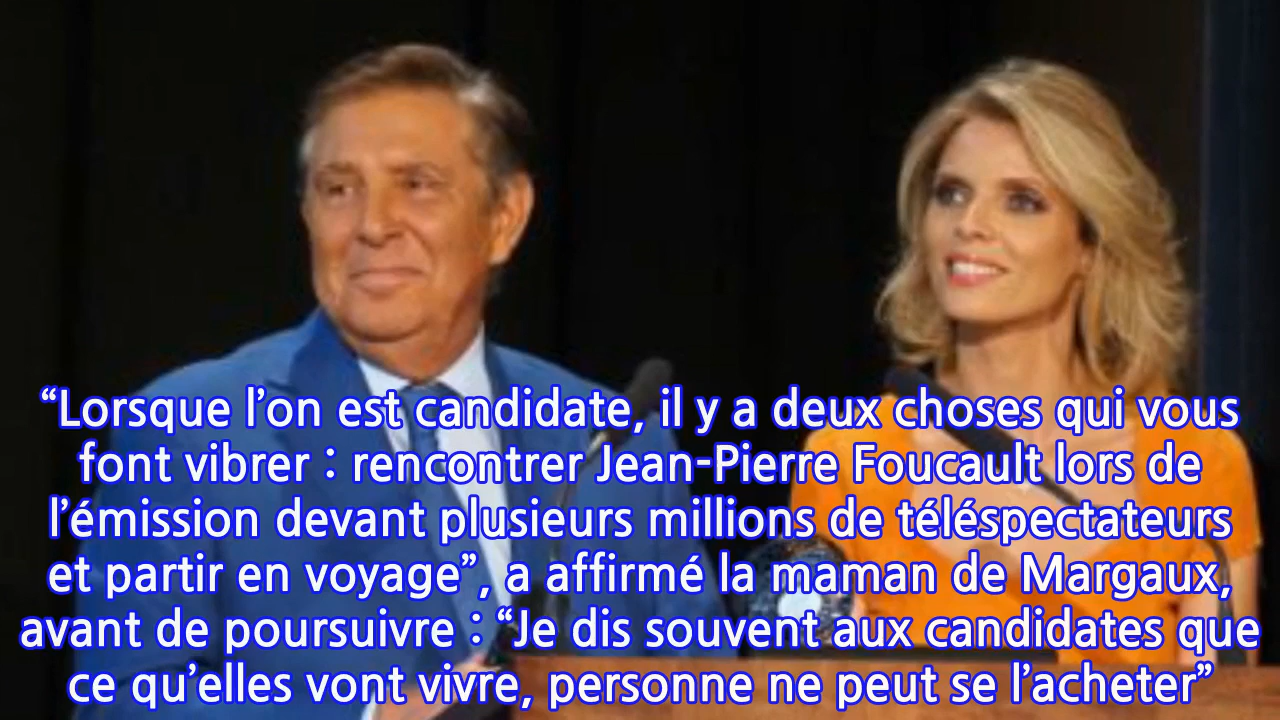 “Lorsque l’on est candidate, il y a deux choses qui vous
font vibrer : rencontrer Jean-Pierre Foucault lors de
l’émission devant plusieurs millions de téléspectateurs
et partir en voyage”, a affirmé la maman de Margaux,
avant de poursuivre : “Je dis souvent aux candidates que
ce qu’elles vont vivre, personne ne peut se l’acheter”